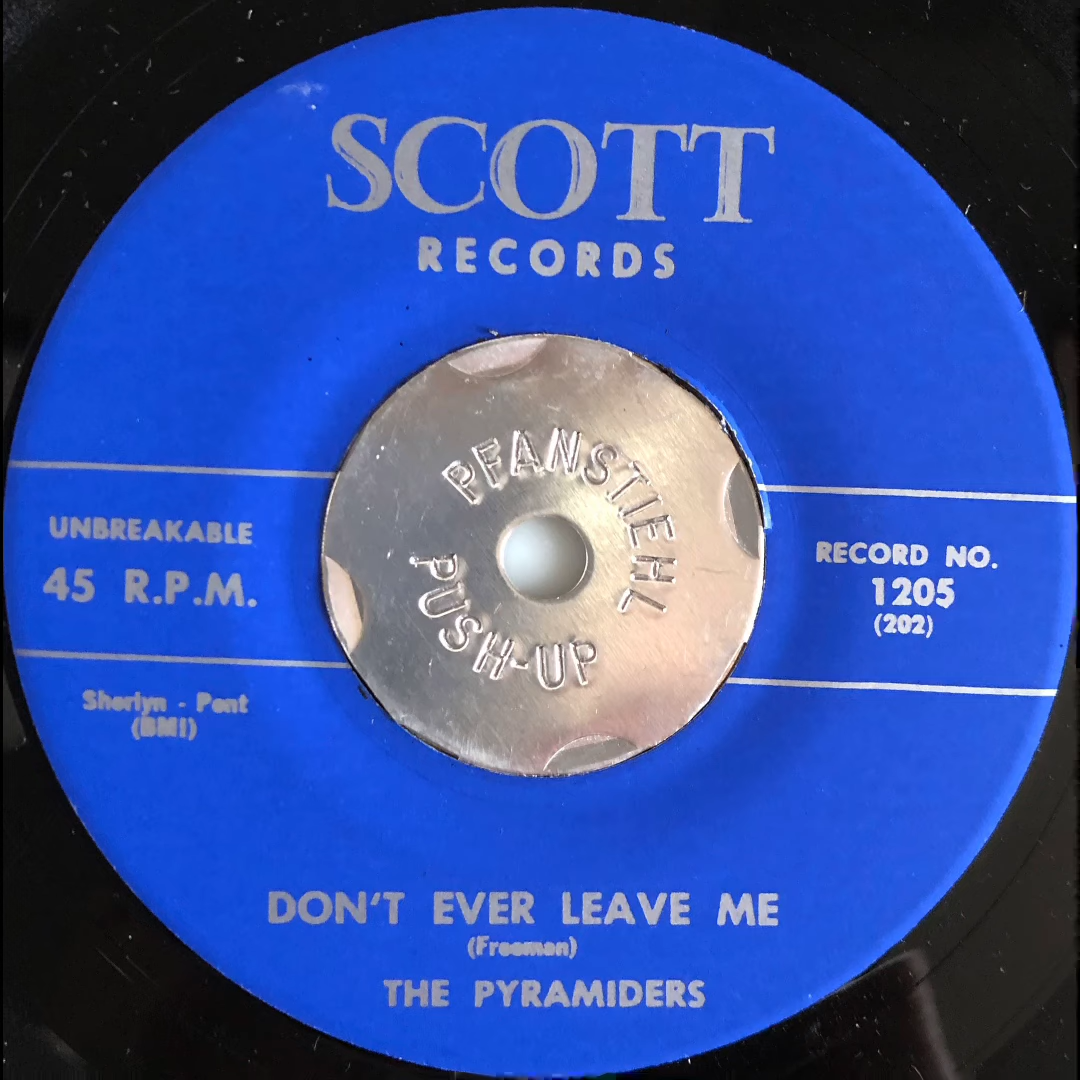 SCOTT
RECORDS
PFANSTIEHL
PUSH-UP
UNBREAKABLE
45 R.P.M.
RECORD NO.
1205
(202)
Sherlyn - Pent
(BMI)
DON'T EVER LEAVE ME
(Freeman)
THE PYRAMIDERS